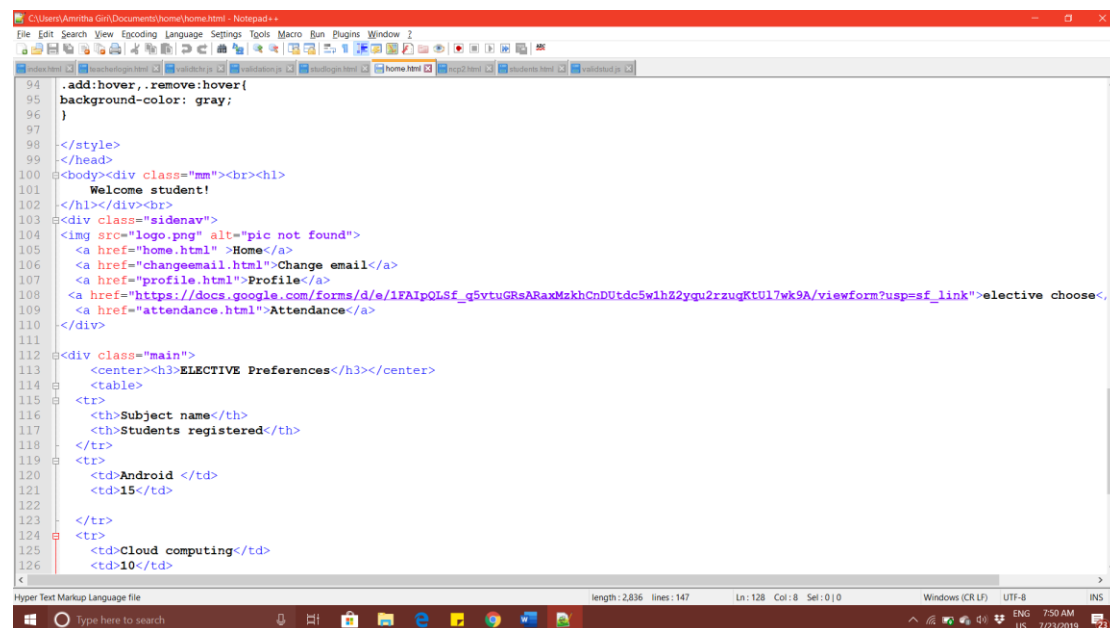 C:\Users\Amritha Giri\Documents\home\home.html - Notepad++
File Edit Search View Encoding Language Settings Tools Macro Run Plugins Window ?
index.html teacherlogin.html validtchr.js validation.js studlogin.html home.html ncp2.html students.html validstud.js
94 .add:hover,.remove:hover{
95 background-color: gray;
96 }
97
98 </style>
99 </head>
100 <body><div class="mm"><br><h1>
101 Welcome student!
102 </h1></div><br>
103 <div class="sidenav">
104 <img src="logo.png" alt="pic not found">
105 <a href="home.html" >Home</a>
106 <a href="changeemail.html">Change email</a>
107 <a href="profile.html">Profile</a>
108 <a href="https://docs.google.com/forms/d/e/1FAIpQLSf_q5vtuGRsARaxMzkhCnDUtdc5w1hZ2yqu2rzuqKtUl7wk9A/viewform?usp=sf_link">elective choose<
109 <a href="attendance.html">Attendance</a>
110 </div>
111
112 <div class="main">
113 <center><h3>ELECTIVE Preferences</h3></center>
114 <table>
115 <tr>
116 <th>Subject name</th>
117 <th>Students registered</th>
118 </tr>
119 <tr>
120 <td>Android </td>
121 <td>15</td>
122
123 </tr>
124 <tr>
125 <td>Cloud computing</td>
126 <td>10</td>
Hyper Text Markup Language file length : 2,836 lines : 147 Ln : 128 Col : 8 Sel : 0 | 0 Windows (CR LF) UTF-8 INS
Type here to search ENG 7:50 AM
US 7/23/2019 23